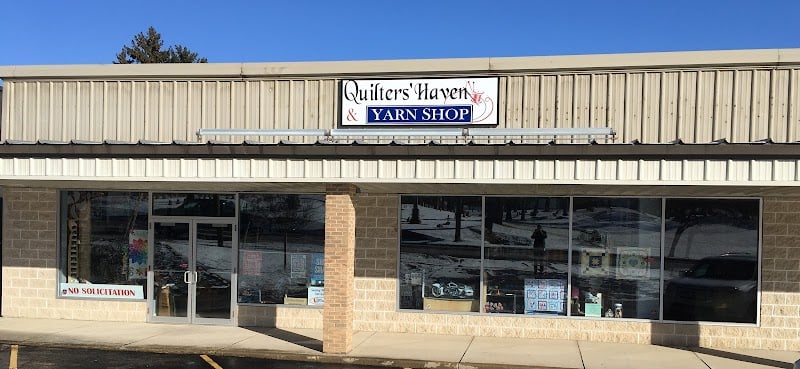 Quilters' Haven
& YARN SHOP
NO SOLICITATION